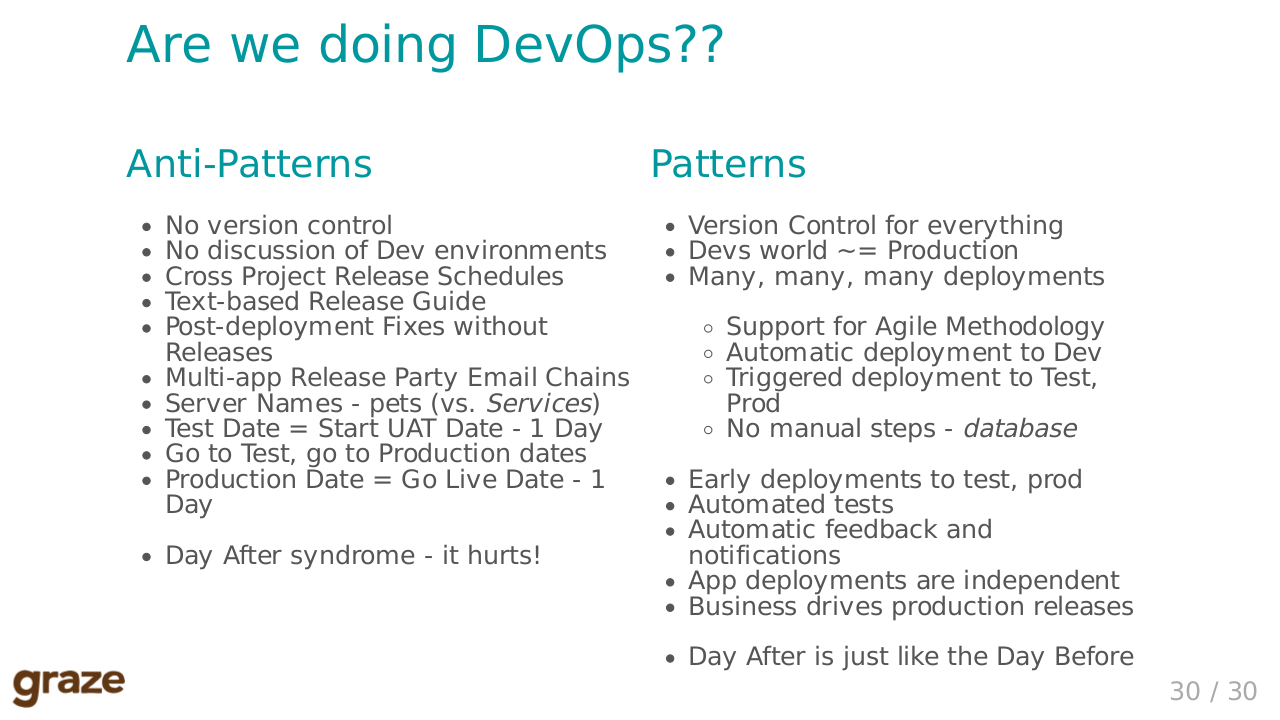 Are we doing DevOps??
Anti-Patterns
No version control
No discussion of Dev environments
Cross Project Release Schedules
Text-based Release Guide
Post-deployment Fixes without
Releases
Multi-app Release Party Email Chains
Server Names - pets (vs. Services)
Test Date = Start UAT Date - 1 Day
Go to Test, go to Production dates
Production Date = Go Live Date - 1
Day
Day After syndrome - it hurts!
Patterns
Version Control for everything
Devs world ~= Production
Many, many, many deployments
Support for Agile Methodology
Automatic deployment to Dev
Triggered deployment to Test,
Prod
No manual steps - database
Early deployments to test, prod
Automated tests
Automatic feedback and
notifications
App deployments are independent
Business drives production releases
Day After is just like the Day Before
graze
30 / 30